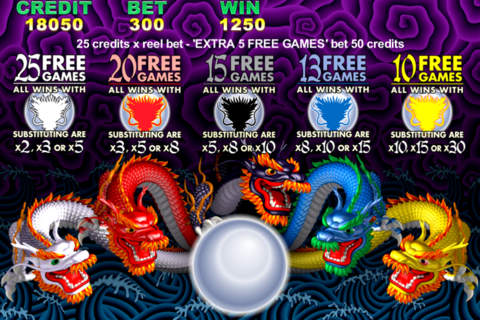 CREDIT BET WIN
18050 300 1250
25 credits x reel bet - 'EXTRA 5 FREE GAMES' bet 50 credits
25 FREE GAMES
ALL WINS WITH
SUBSTITUTING ARE
x2, x3 OR x5
20 FREE GAMES
ALL WINS WITH
SUBSTITUTING ARE
x3, x5 OR x8
15 FREE GAMES
ALL WINS WITH
SUBSTITUTING ARE
x5, x8 OR x10
13 FREE GAMES
ALL WINS WITH
SUBSTITUTING ARE
x8, x10 OR x15
10 FREE GAMES
ALL WINS WITH
SUBSTITUTING ARE
x10, x15 OR x30